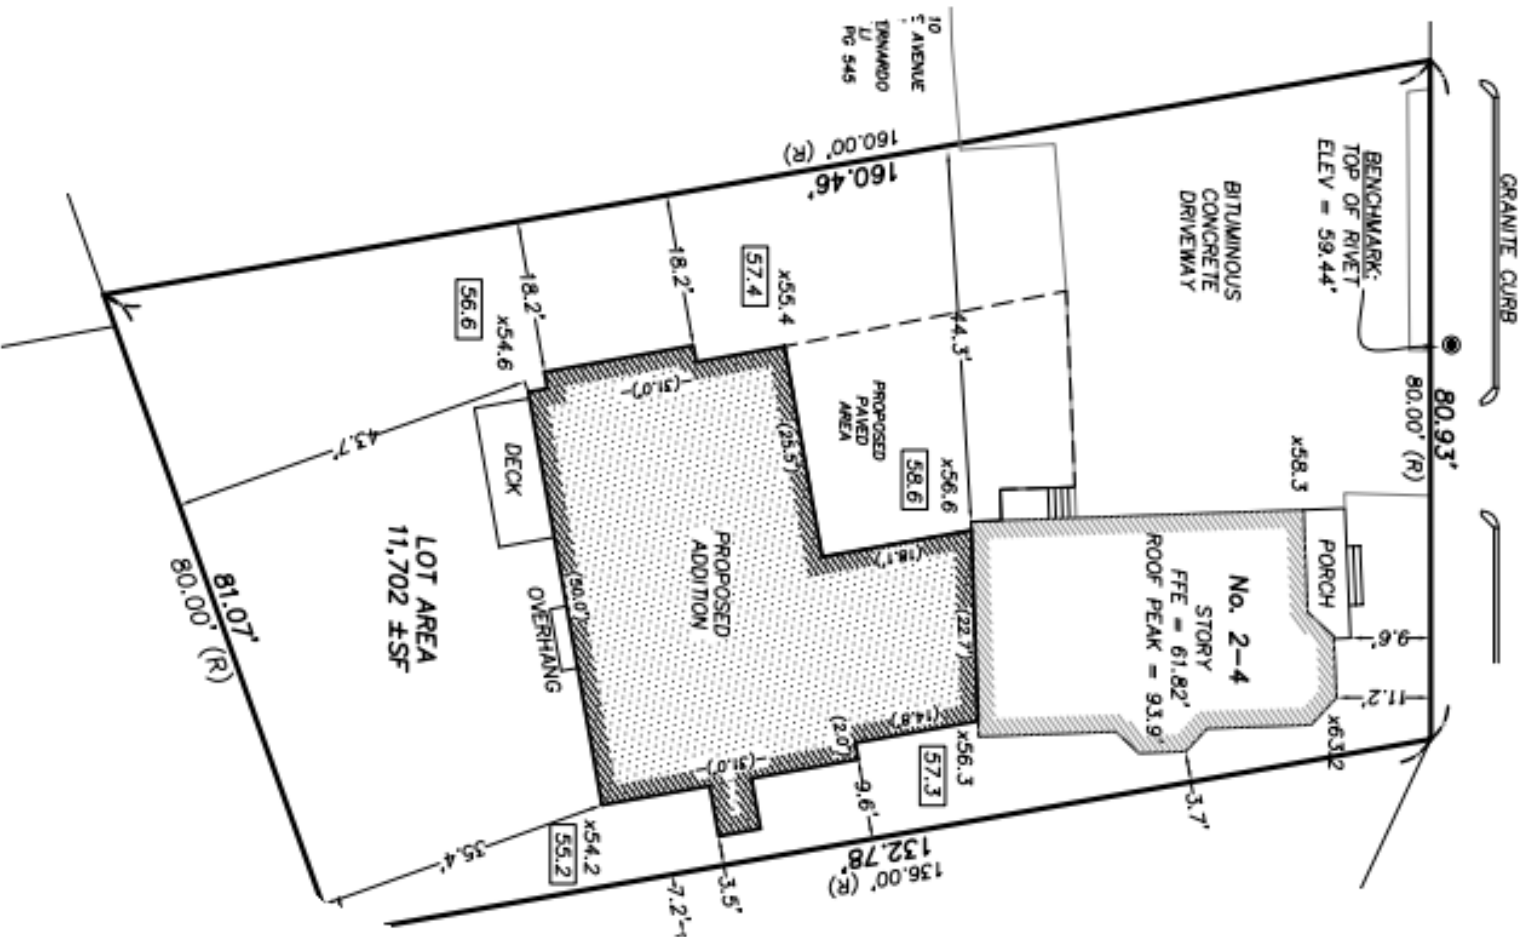 10
E AVENUE
ERNARDO
LI
PG 545
160.00' (R)
160.46'
BENCHMARK:
TOP OF RIVET
ELEV = 59.44'
GRANITE CURB
BITUMINOUS
CONCRETE
DRIVEWAY
80.93'
80.00' (R)
18.2'
18.2'
x55.4
57.4
x54.6
56.6
44.3'
PROPOSED
PAVED
AREA
x56.6
58.6
x58.3
(31.0')
(25.5')
(18.1')
(22.7')
43.7'
DECK
PROPOSED
ADDITION
(50.0')
OVERHANG
LOT AREA
11,702 ±SF
81.07'
80.00' (R)
PORCH
No. 2-4
STORY
FFE = 61.82'
ROOF PEAK = 93.9'
9.6'
11.2'
x63.2
3.7'
(14.8')
(2.0')
(31.0')
x56.3
57.3
9.6'
132.78'
136.00' (R)
x54.2
55.2
35.4'
3.5'
7.2'